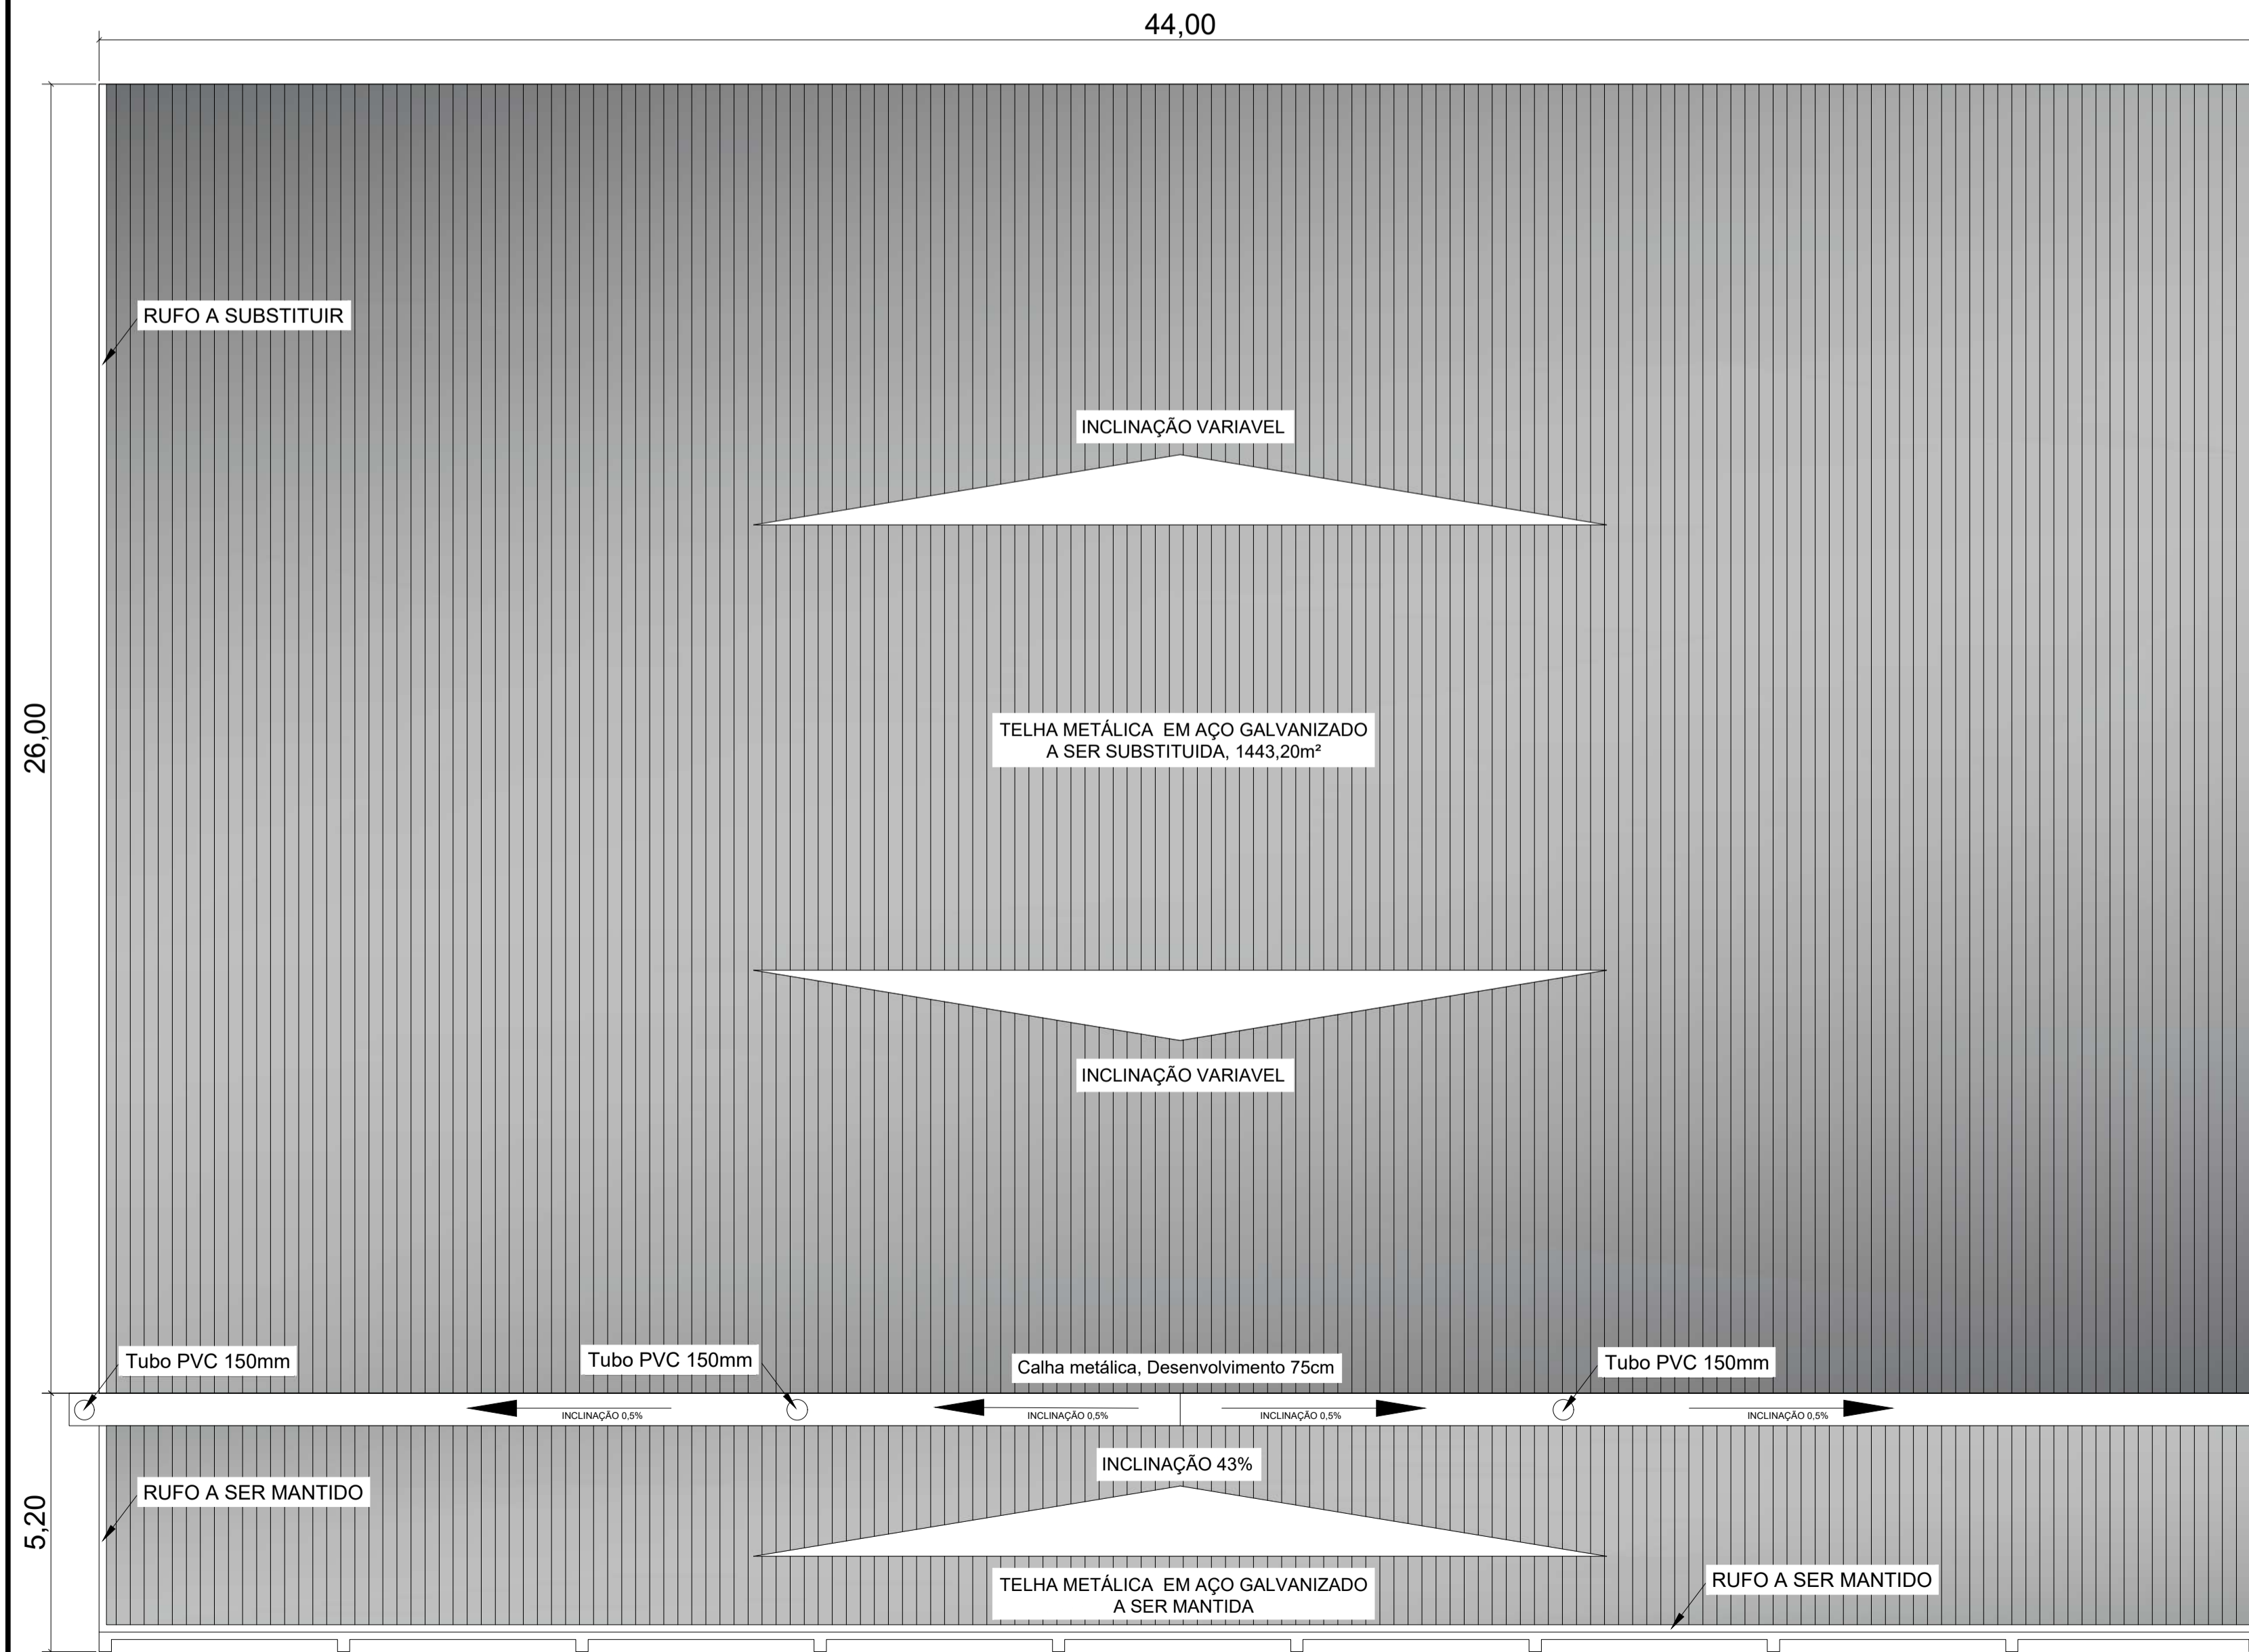 44,00
RUFO A SUBSTITUIR
INCLINAÇÃO VARIAVEL
26,00
TELHA METÁLICA EM AÇO GALVANIZADO
A SER SUBSTITUIDA, 1443,20m²
INCLINAÇÃO VARIAVEL
Tubo PVC 150mm
Tubo PVC 150mm
Calha metálica, Desenvolvimento 75cm
Tubo PVC 150mm
INCLINAÇÃO 0,5%
INCLINAÇÃO 0,5%
INCLINAÇÃO 0,5%
INCLINAÇÃO 0,5%
INCLINAÇÃO 43%
RUFO A SER MANTIDO
5,20
TELHA METÁLICA EM AÇO GALVANIZADO
A SER MANTIDA
RUFO A SER MANTIDO